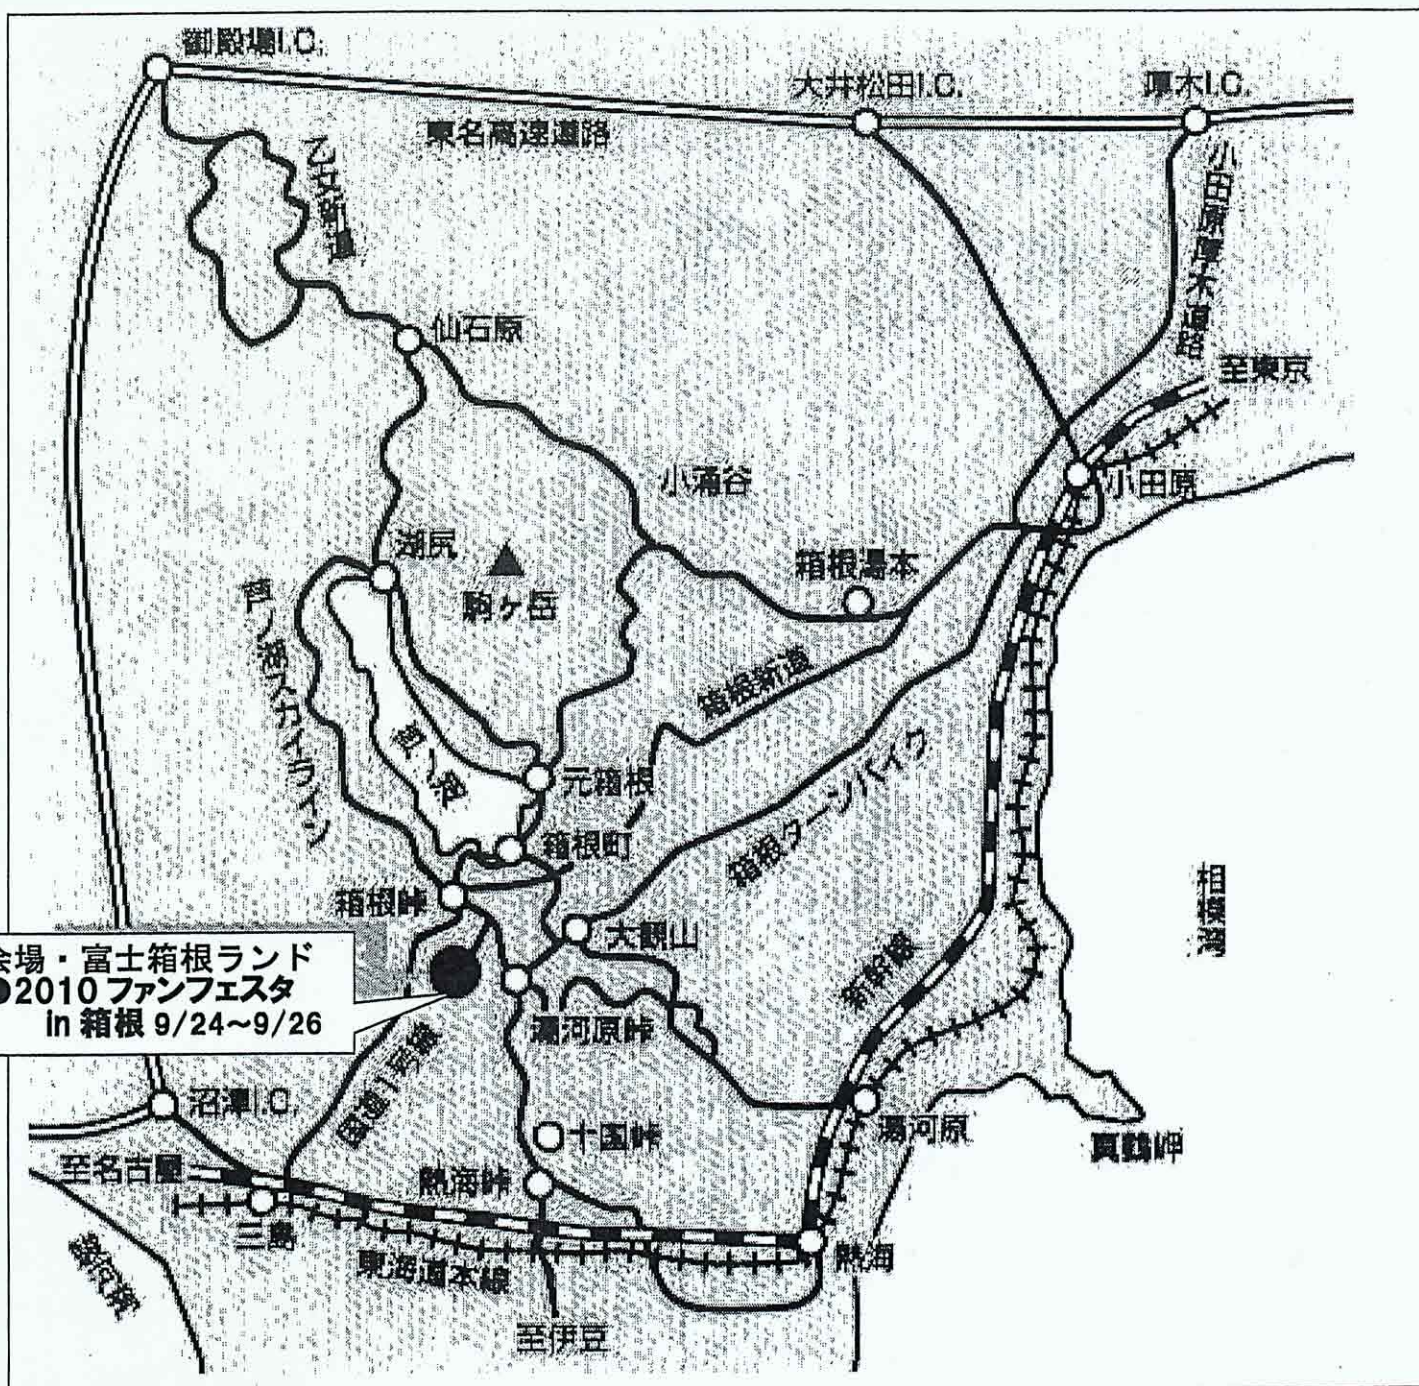 御殿場I.C.
大井松田I.C.
厚木I.C.
東名高速道路
乙女新道
小田原厚木道路
仙石原
至東京
小涌谷
小田原
湖尻
駒ヶ岳
箱根湯本
芦ノ湖スカイライン
箱根新道
芦ノ湖
元箱根
箱根ターンパイク
箱根町
箱根峠
大観山
相模湾
会場・富士箱根ランド
●2010 ファンフェスタ
in 箱根 9/24~9/26
新幹線
湯河原峠
沼津I.C.
国道1号線
十国峠
湯河原
真鶴岬
至名古屋
熱海峠
三島
東海道本線
熱海
駿河湾
至伊豆